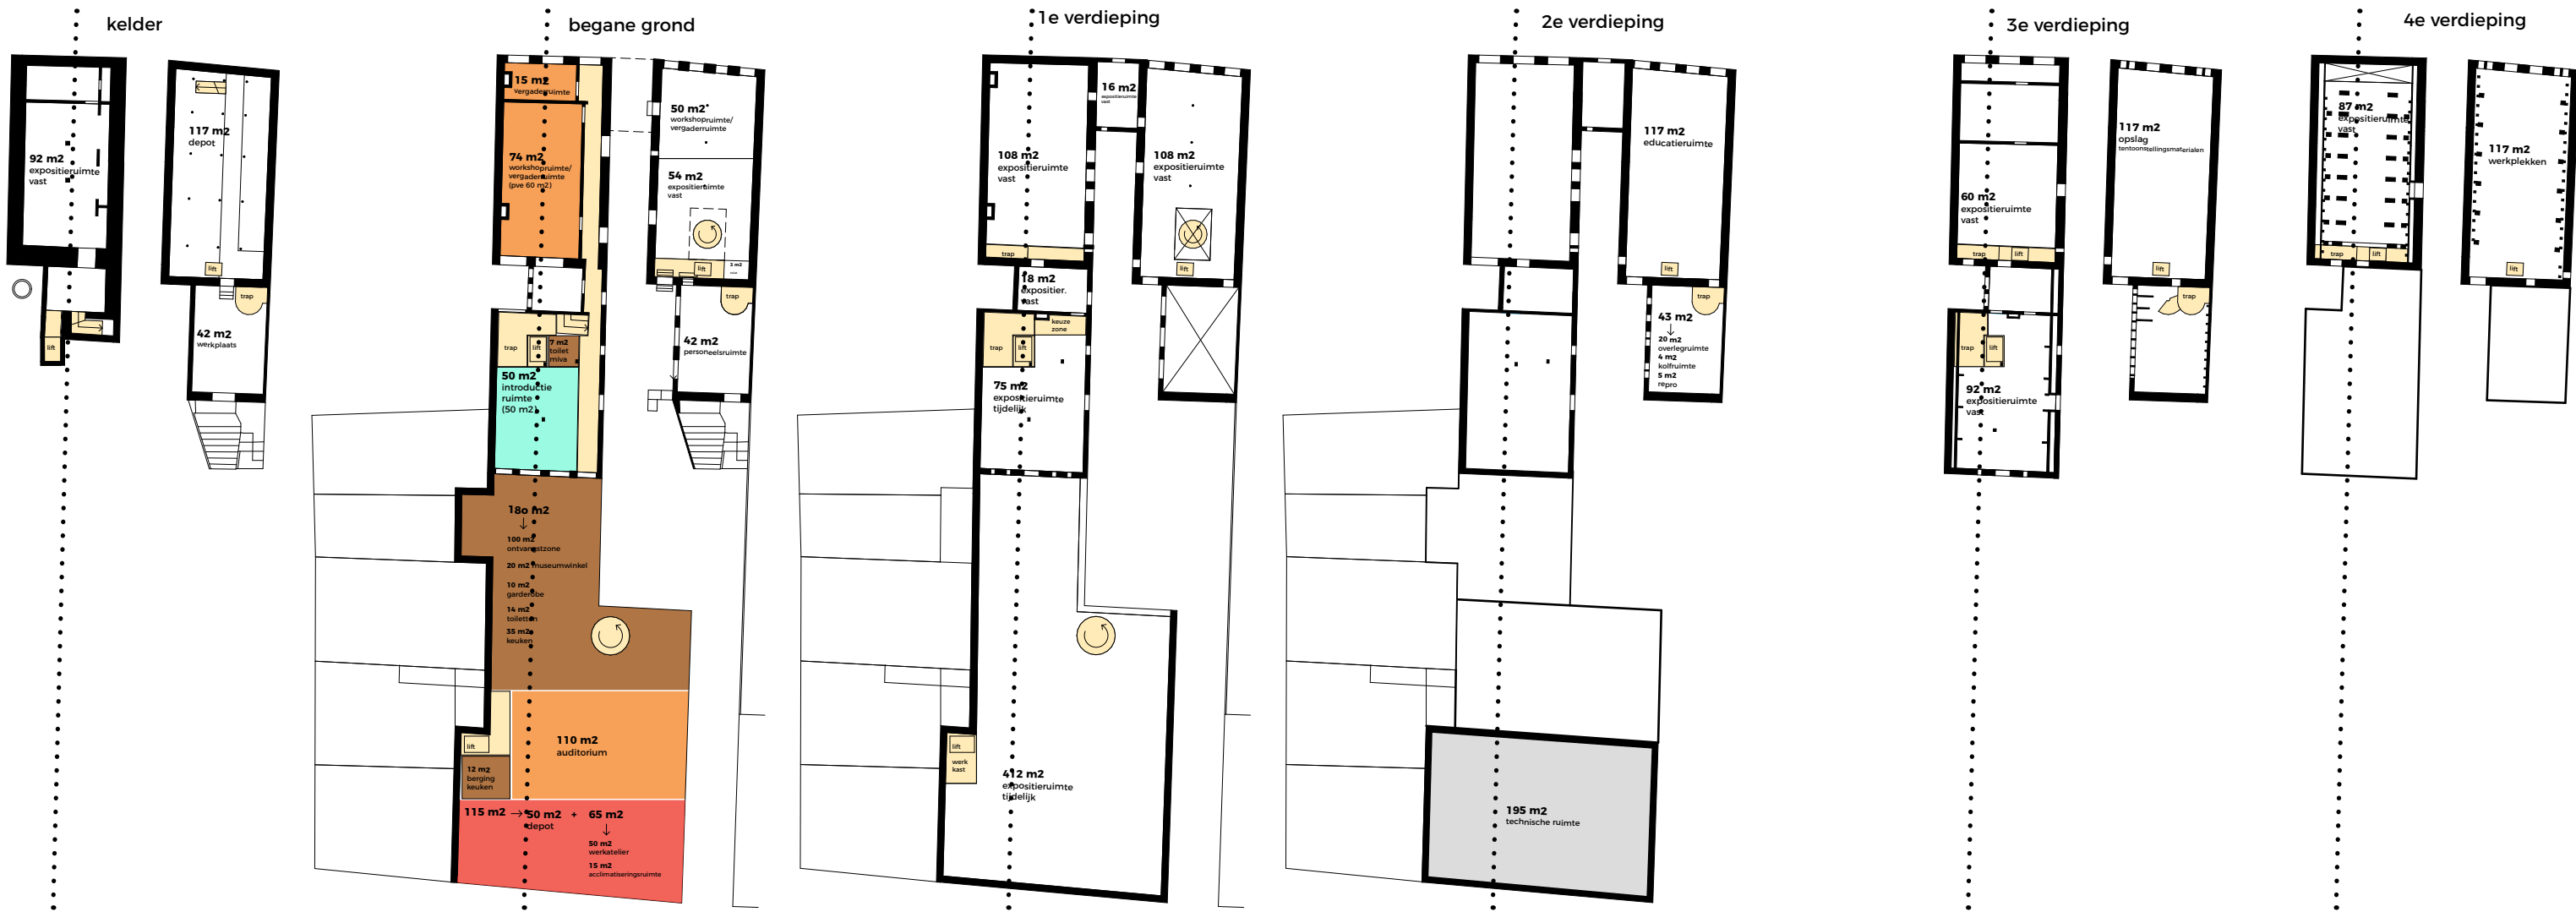 kelder
92 m2
expositieruimte
vast
lift
117 m2
depot
lift
trap
42 m2
werkplaats
begane grond
15 m2
vergaderruimte
74 m2
workshopruimte/
vergaderruimte
(pve 60 m2)
trap
lift
7 m2
toilet
miva
50 m2
introductie
ruimte
(50 m2)
50 m2
workshopruimte/
vergaderruimte
54 m2
expositieruimte
vast
lift
3 m2
trap
42 m2
personeelsruimte
180 m2
100 m2
ontvangstzone
20 m2 museumwinkel
10 m2
garderobe
14 m2
toiletten
35 m2
keuken
lift
12 m2
berging
keuken
110 m2
auditorium
115 m2
50 m2 + 65 m2
depot
50 m2
werkatelier
15 m2
acclimatiseringsruimte
1e verdieping
108 m2
expositieruimte
vast
trap
16 m2
expositieruimte
vast
108 m2
expositieruimte
vast
lift
18 m2
expositier.
vast
keuze
zone
trap
lift
75 m2
expositieruimte
tijdelijk
lift
werk
kast
412 m2
expositieruimte
tijdelijk
2e verdieping
117 m2
educatieruimte
lift
trap
43 m2
20 m2
overlegruimte
4 m2
kolfruimte
5 m2
repro
195 m2
technische ruimte
3e verdieping
60 m2
expositieruimte
vast
trap
lift
trap
lift
92 m2
expositieruimte
vast
117 m2
opslag
tentoonstellingsmaterialen
lift
trap
4e verdieping
87 m2
expositieruimte
vast
trap
lift
117 m2
werkplekken
lift